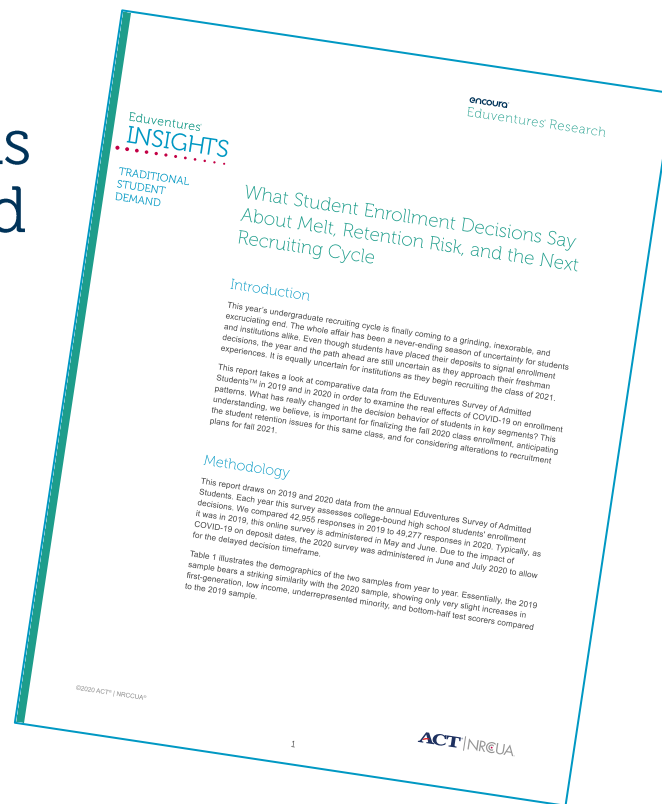 encoura
Eduventures Research
Eduventures
INSIGHTS
TRADITIONAL
STUDENT
DEMAND
What Student Enrollment Decisions Say
About Melt, Retention Risk, and the Next
Recruiting Cycle
Introduction
This year's undergraduate recruiting cycle is finally coming to a grinding, inexorable, and
excruciating end. The whole affair has been a never-ending season of uncertainty for students
and institutions alike. Even though students have placed their deposits to signal enrollment
decisions, the year and the path ahead are still uncertain as they approach their freshman
experiences. It is equally uncertain for institutions as they begin recruiting the class of 2021.
This report takes a look at comparative data from the Eduventures Survey of Admitted
Students™ in 2019 and in 2020 in order to examine the real effects of COVID-19 on enrollment
patterns. What has really changed in the decision behavior of students in key segments? This
understanding, we believe, is important for finalizing the fall 2020 class enrollment, anticipating
the student retention issues for this same class, and for considering alterations to recruitment
plans for fall 2021.
Methodology
This report draws on 2019 and 2020 data from the annual Eduventures Survey of Admitted
Students. Each year this survey assesses college-bound high school students' enrollment
decisions. We compared 42,955 responses in 2019 to 49,277 responses in 2020. Typically, as
it was in 2019, this online survey is administered in May and June. Due to the impact of
COVID-19 on deposit dates, the 2020 survey was administered in June and July 2020 to allow
for the delayed decision timeframe.
Table 1 illustrates the demographics of the two samples from year to year. Essentially, the 2019
sample bears a striking similarity with the 2020 sample, showing only very slight increases in
first-generation, low income, underrepresented minority, and bottom-half test scorers compared
to the 2019 sample.
©2020 ACT® | NRCCUA®
1
ACT | NRCCUA